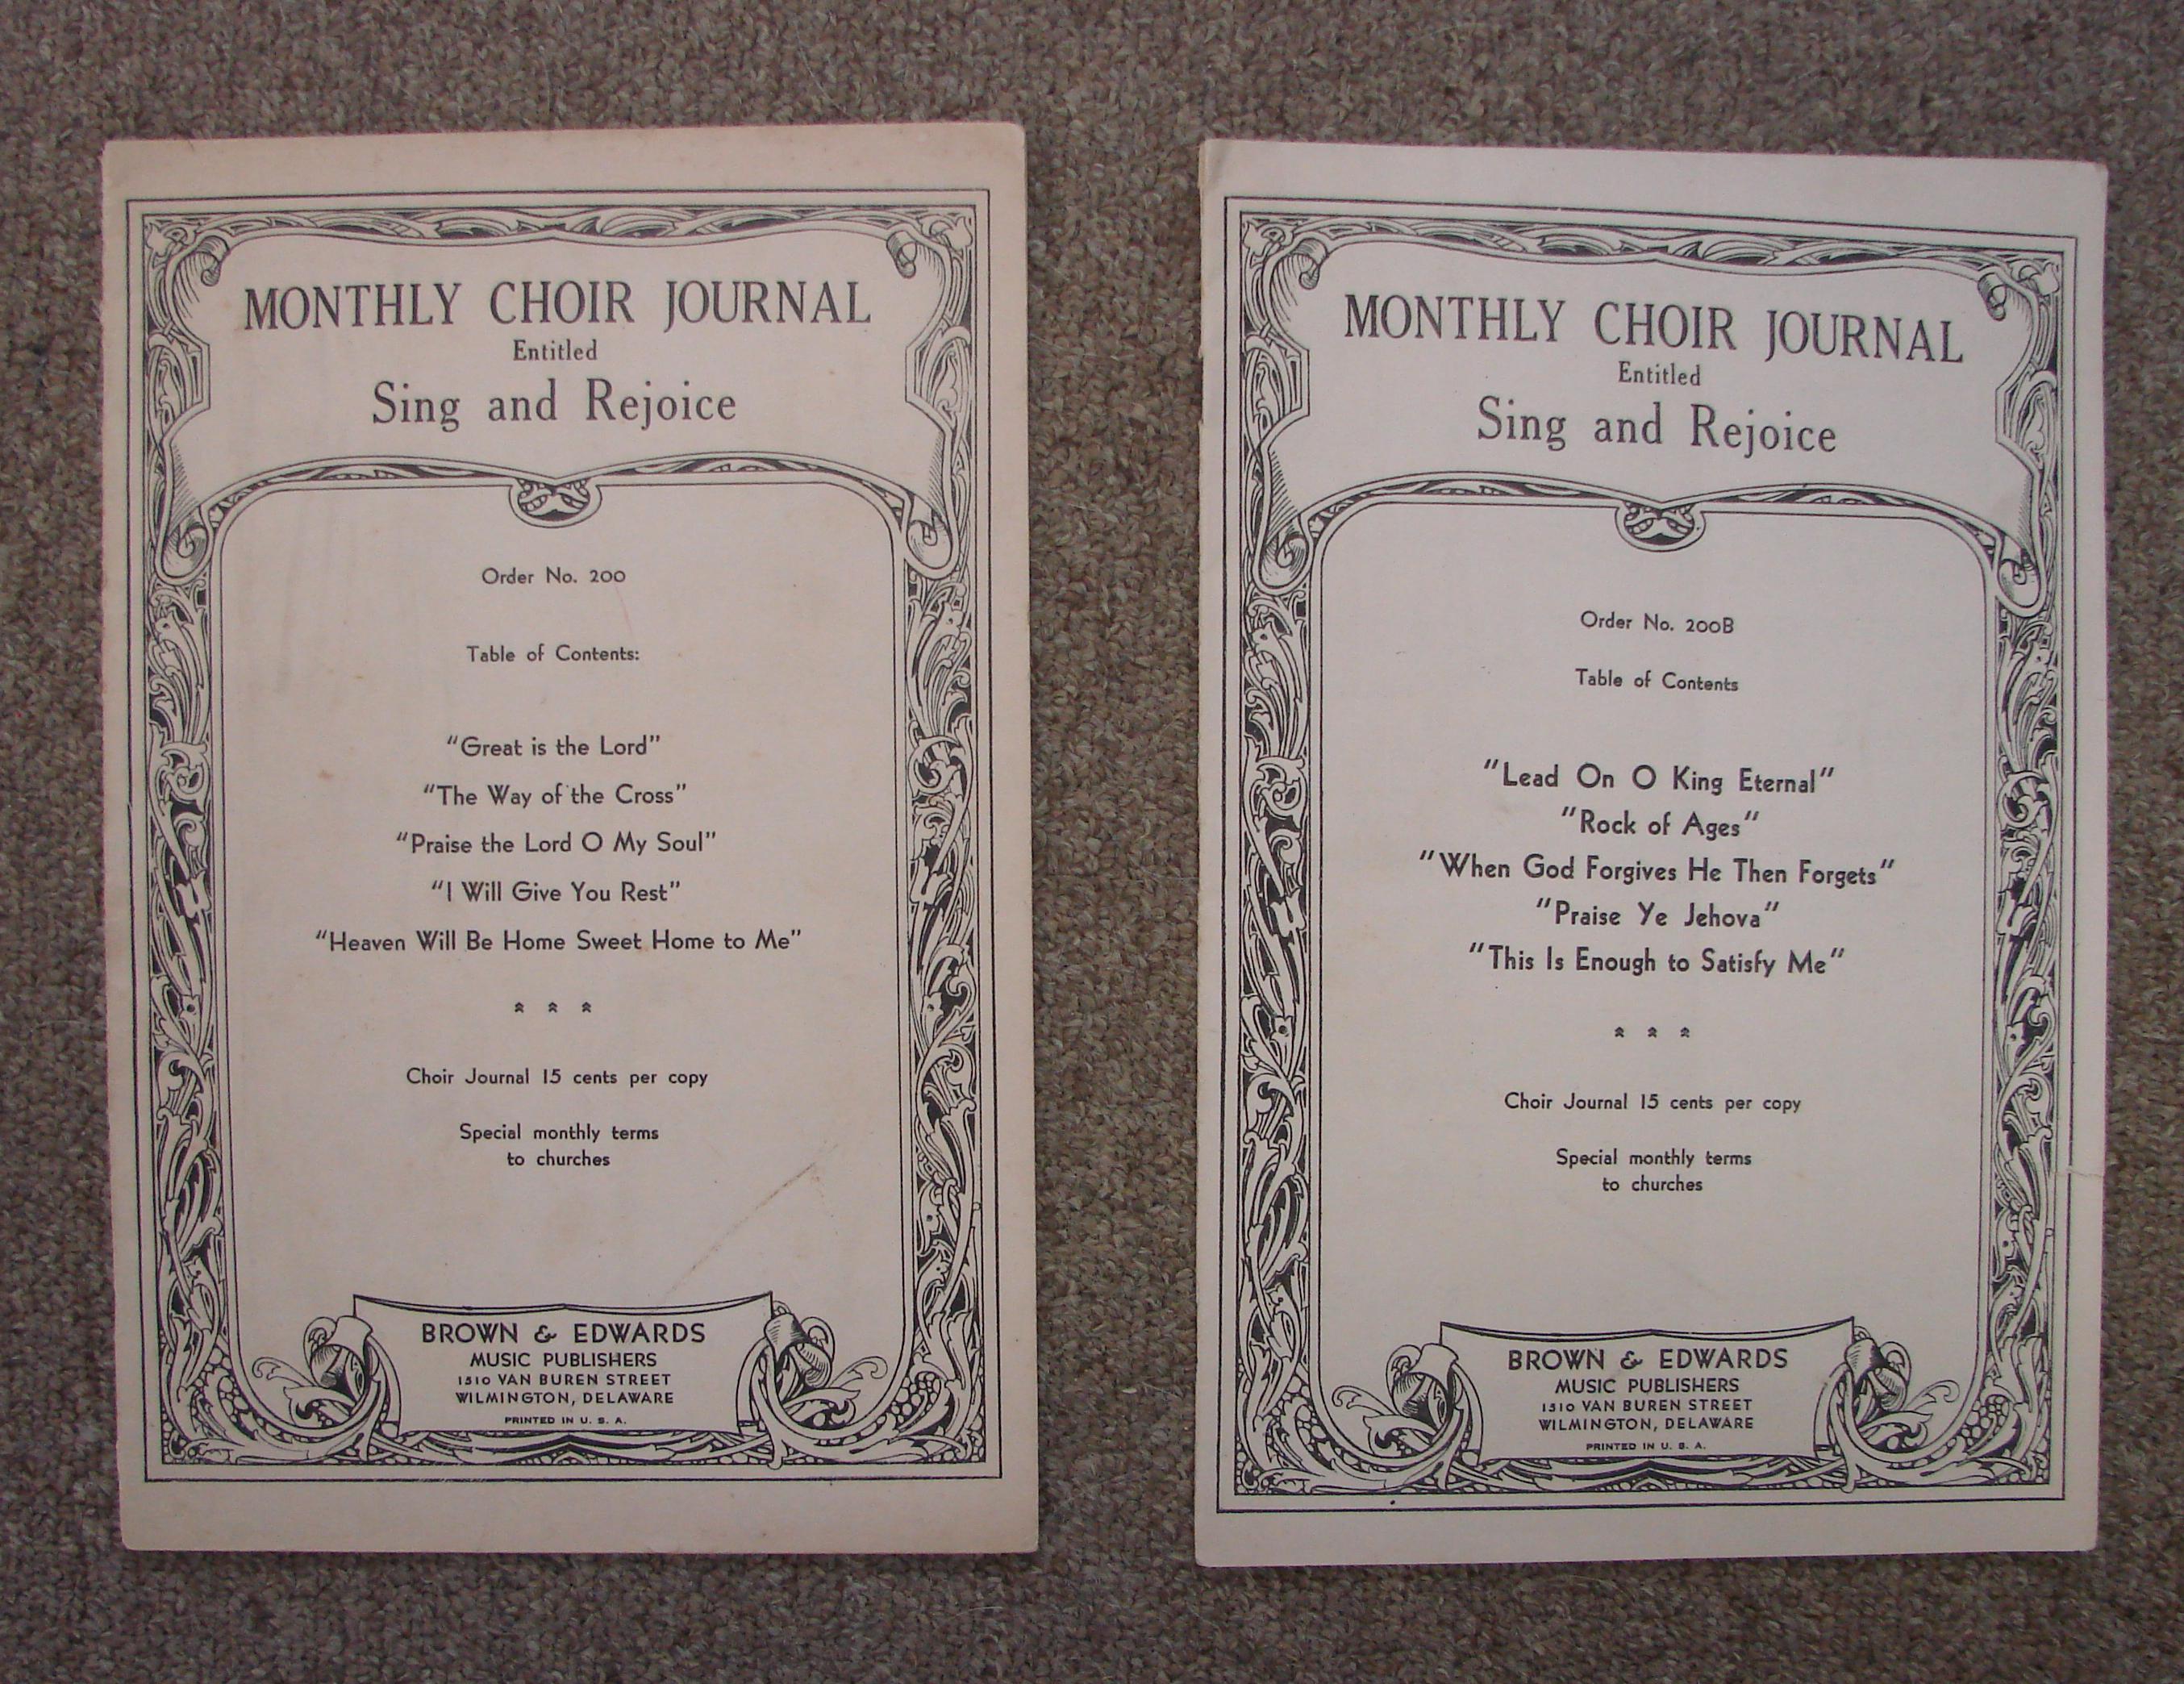 MONTHLY CHOIR JOURNAL
Entitled
Sing and Rejoice
Order No. 200
Table of Contents:
“Great is the Lord”
“The Way of the Cross”
“Praise the Lord O My Soul”
“I Will Give You Rest”
“Heaven Will Be Home Sweet Home to Me”
Choir Journal 15 cents per copy
Special monthly terms
to churches
BROWN & EDWARDS
MUSIC PUBLISHERS
1510 VAN BUREN STREET
WILMINGTON, DELAWARE
PRINTED IN U. S. A.
MONTHLY CHOIR JOURNAL
Entitled
Sing and Rejoice
Order No. 200B
Table of Contents
“Lead On O King Eternal”
“Rock of Ages”
“When God Forgives He Then Forgets”
“Praise Ye Jehova”
“This Is Enough to Satisfy Me”
Choir Journal 15 cents per copy
Special monthly terms
to churches
BROWN & EDWARDS
MUSIC PUBLISHERS
1510 VAN BUREN STREET
WILMINGTON, DELAWARE
PRINTED IN U. S. A.